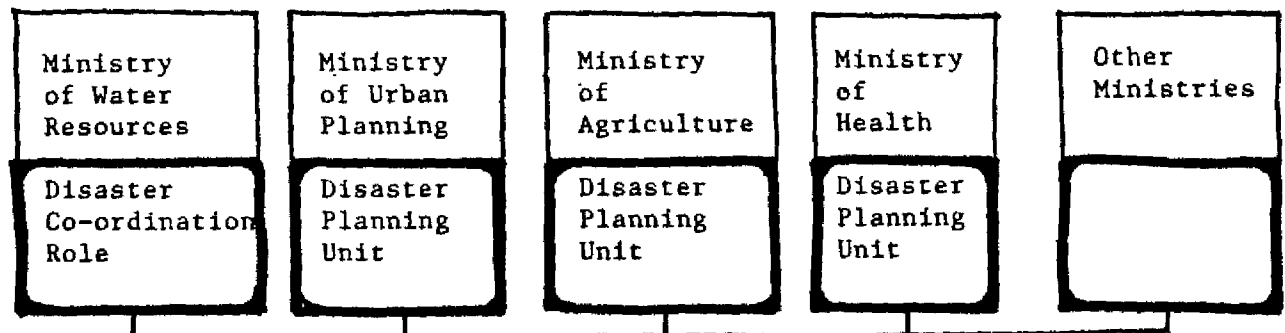 Ministry
of Water
Resources
Disaster
Co-ordination
Role
Ministry
of Urban
Planning
Disaster
Planning
Unit
Ministry
of
Agriculture
Disaster
Planning
Unit
Ministry
of
Health
Disaster
Planning
Unit
Other
Ministries